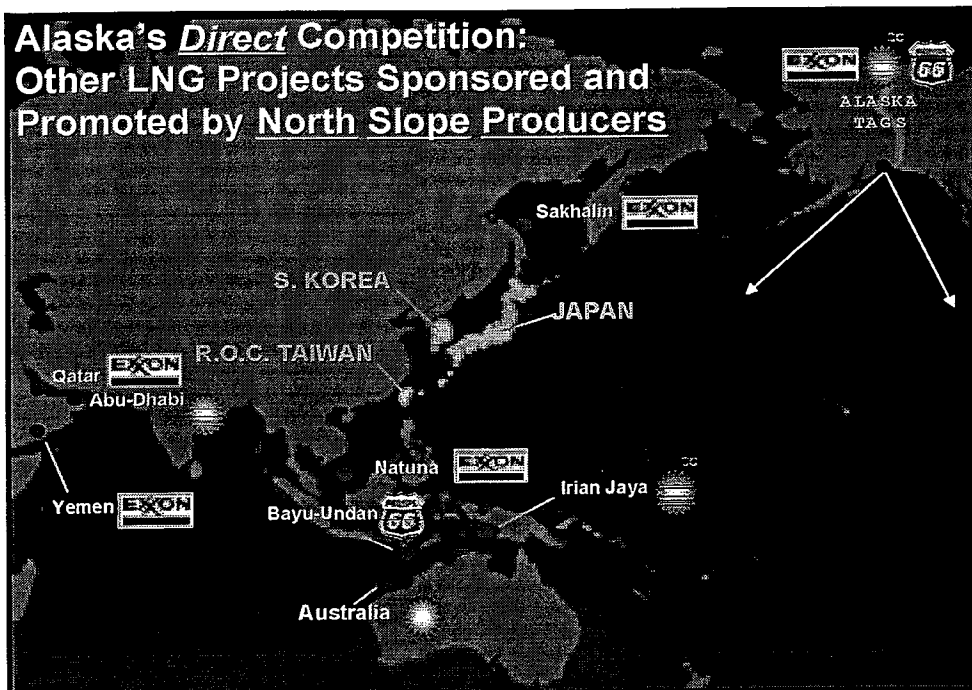 Alaska's Direct Competition:
Other LNG Projects Sponsored and
Promoted by North Slope Producers
EXXON
66
ALASKA
TAGS
Sakhalin EXXON
S. KOREA
JAPAN
R.O.C. TAIWAN
Qatar EXXON
Abu-Dhabi
Natuna EXXON
Irian Jaya
Yemen EXXON
Bayu-Undan 66
Australia